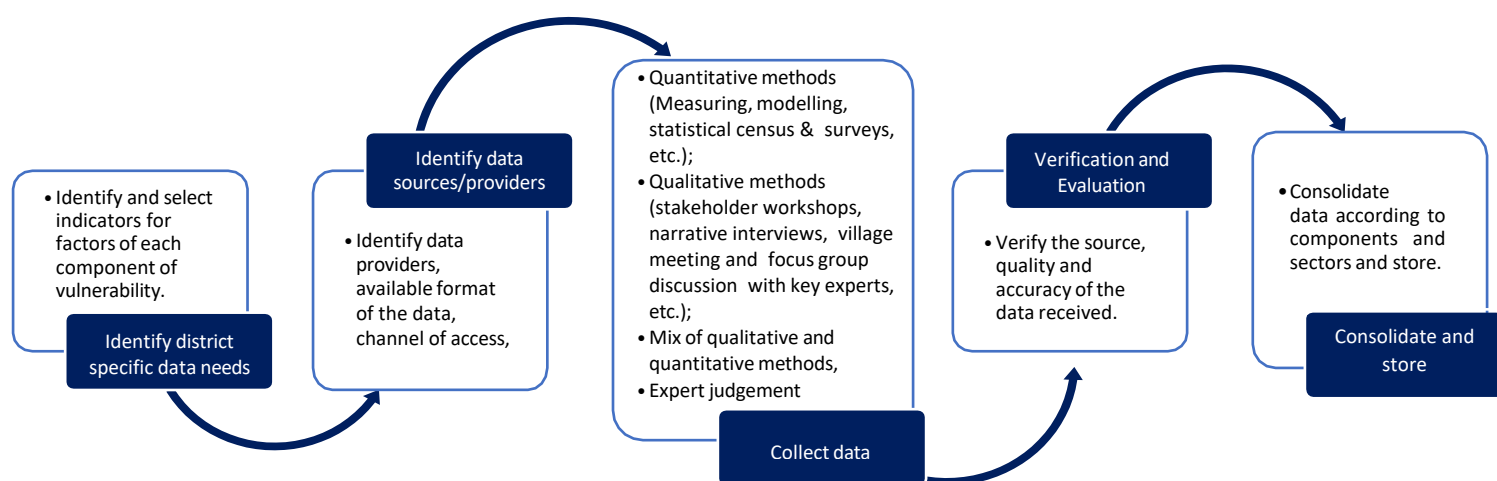 • Identify and select
indicators for
factors of each
component of
vulnerability.
Identify district
specific data needs
Identify data
sources/providers
• Identify data
providers,
available format
of the data,
channel of access,
• Quantitative methods
(Measuring, modelling,
statistical census & surveys,
etc.);
• Qualitative methods
(stakeholder workshops,
narrative interviews, village
meeting and focus group
discussion with key experts,
etc.);
• Mix of qualitative and
quantitative methods,
• Expert judgement
Collect data
Verification and
Evaluation
• Verify the source,
quality and
accuracy of the
data received.
• Consolidate
data according to
components and
sectors and store.
Consolidate and
store